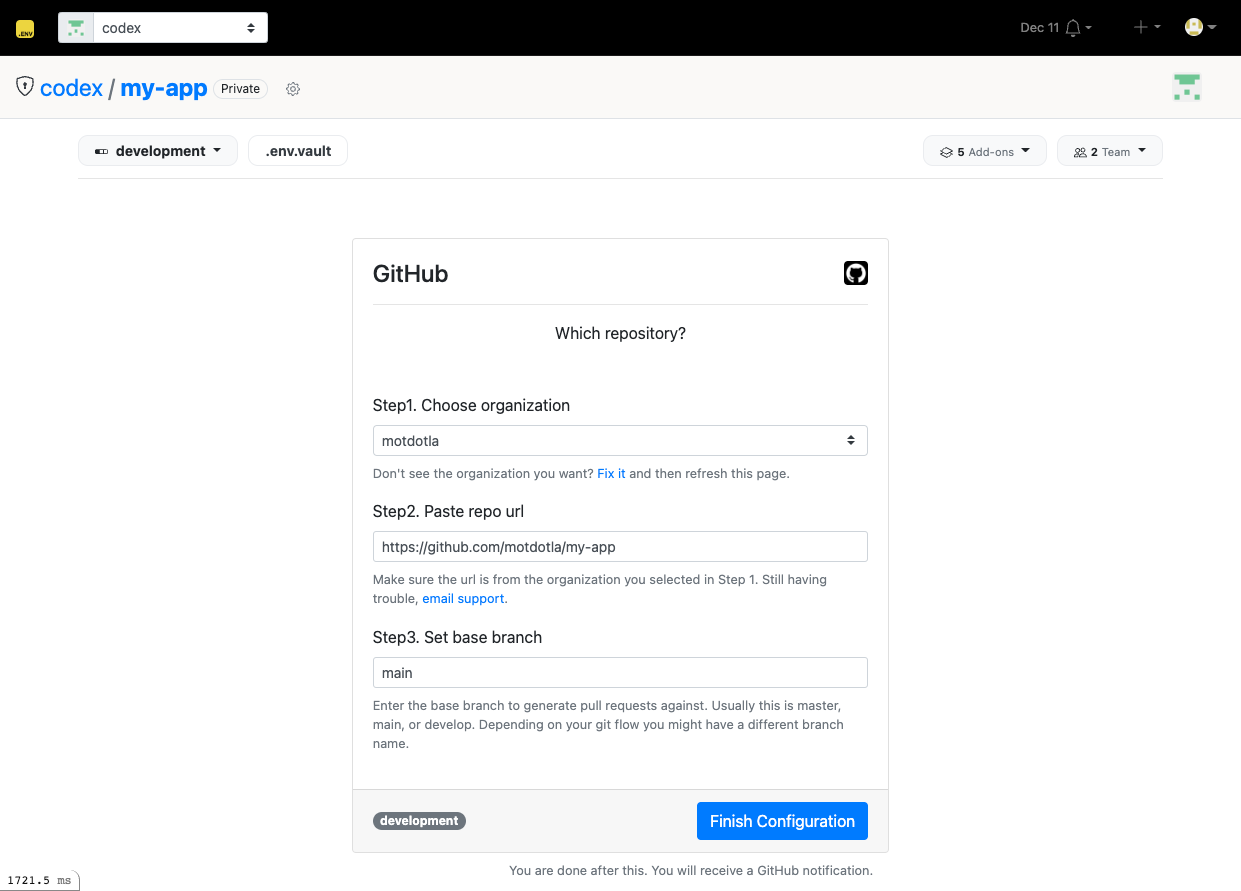 .ENV
codex
Dec 11
codex / my-app Private
development
.env.vault
5 Add-ons
2 Team
GitHub
Which repository?
Step1. Choose organization
motdotla
Don't see the organization you want? Fix it and then refresh this page.
Step2. Paste repo url
https://github.com/motdotla/my-app
Make sure the url is from the organization you selected in Step 1. Still having
trouble, email support.
Step3. Set base branch
main
Enter the base branch to generate pull requests against. Usually this is master,
main, or develop. Depending on your git flow you might have a different branch
name.
development
Finish Configuration
You are done after this. You will receive a GitHub notification.
1721.5 ms